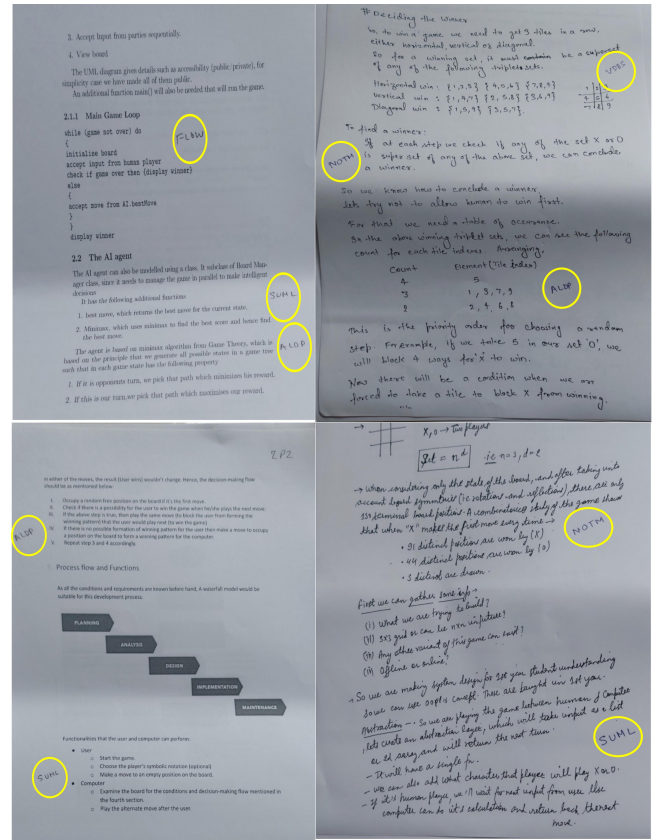 3. Accept Input from parties sequentially.
4. View board
The UML diagram gives details such as accessibility (public/private), for
simplicity case we have made all of them public.
An additional function main() will also be needed that will run the game.
2.1.1 Main Game Loop
while (game not over) do
{
initialise board
accept input from human player
check if game over then {display winner}
else
{
accept move from AI.bestMove
}
}
display winner
FLOW
2.2 The AI agent
The AI agent can also be modelled using a class. It subclass of Board Man-
ager class, since it needs to manage the game in parallel to make intelligent
decisions
It has the following additional functions
1. best move, which returns the best move for the current state.
2. Minimax, which uses minimax to find the best score and hence find
the best move.
SUML
The agent is based on minimax algorithm from Game Theory, which is
based on the principle that we generate all possible states in a game tree
such that in each game state has the following property
ALDP
1. If it is opponents turn, we pick that path which minimises his reward.
2. If this is our turn, we pick that path which maximises our reward.
# Deciding the winner
So, to win a game we need to get 3 tiles in a row,
either horizontal, vertical or diagonal.
So for a winning set, it must be a superset
of any of the following triplet sets.
Horizontal win : {1,2,3} {4,5,6} {7,8,9}
Vertical win : {1,4,7} {2,5,8} {3,6,9}
Diagonal win : {1,5,9} {3,5,7}
To find a winner:
If at each step we check if any of the set X or O
is super set of any of the above set, we can conclude
a winner.
NOTM
So we know how to conclude a winner,
lets try not to allow human to win first.
For that we need a table of occurence.
In the above winning triplet sets, we can see the following
count for each tile indexes. Arranging,
Count Element (Tile Index)
4 5
3 1, 3, 7, 9
2 2, 4, 6, 8
ALDP
This is the priority order for choosing a random
step. For example, if we take 5 in our set 'O', we
will block 4 ways for 'X' to win.
Now there will be a condition when we are
forced to take a tile to block X from winning.
2P2
In either of the moves, the result (User wins) wouldn't change. Hence, the decision-making flow
should be as mentioned below:
I. Occupy a random free position on the board if it's the first move.
II. Check if there is a possibility for the user to win the game when he/she plays the next move
III. If the above step is true, then play the same move (to block the user from forming the
winning pattern) that the user would play next (to win the game)
IV. If there is no possible formation of winning pattern for the user then make a move to occupy
a position on the board to form a winning pattern for the computer
V. Repeat step 3 and 4 accordingly.
ALDP
Process flow and Functions
As all the conditions and requirements are known before hand, A waterfall model would be
suitable for this development process.
PLANNING
ANALYZE
DESIGN
IMPLEMENTATION
MAINTENANCE
Functionalities that the user and computer can perform:
• User
o Start the game.
o Choose the player's symbolic notation (optional)
o Make a move to an empty position on the board.
• Computer
o Examine the board for the conditions and decision-making flow mentioned in
the fourth section.
o Play the alternate move after the user.
SUML
X, O → Two players
ie n=3, d=2
→ When considering only the state of the board, and after taking into
account board symmetries (i.e rotations and reflections), there are only
138 terminal board positions. A combinatorics study of the game shows
that when "X" makes the first move every time →
• 91 distinct positions are won by (X)
• 44 distinct positions are won by (O)
• 3 distinct are drawn.
NOTM
First we can gather some info →
(i) What we are trying to build?
(ii) 3x3 grid or can be nxn in future?
(iii) Any other variant of this game can exist?
(iv) Offline or online?
→ So we are making system design for 1st year student understanding
so we can use oop's concept. These are taught in 1st year.
Abstraction - So we are playing the game between human & Computer
, lets create an abstraction layer, which will take input as a list
or 2d array and will return the next turn.
- It will have a single fn.
- we can also add what character that player will play X or O.
- If it is human player, we'll wait for next input from user else
computer can do it's calculation and return back the next
move.
SUML